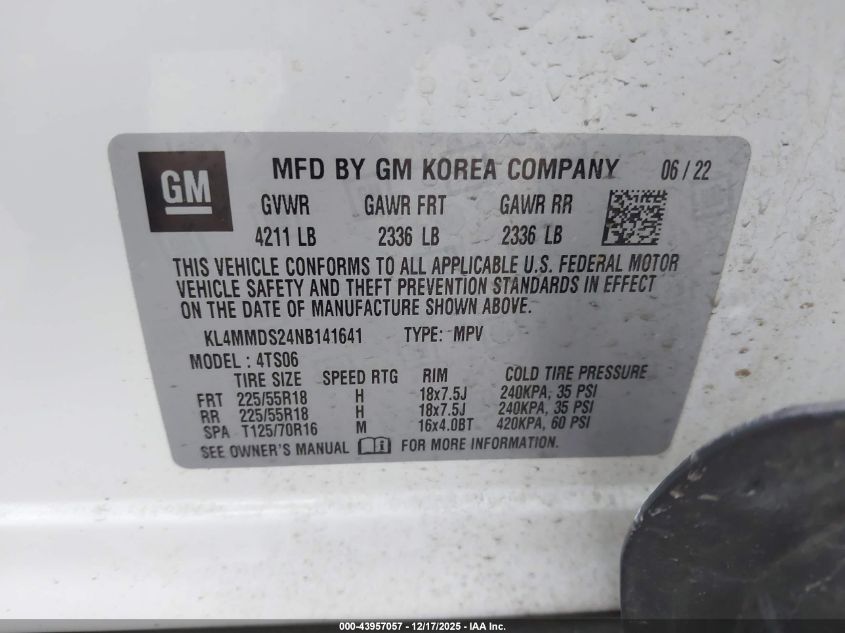 GM
MFD BY GM KOREA COMPANY 06/22
GVWR GAWR FRT GAWR RR
4211 LB 2336 LB 2336 LB
THIS VEHICLE CONFORMS TO ALL APPLICABLE U.S. FEDERAL MOTOR
VEHICLE SAFETY AND THEFT PREVENTION STANDARDS IN EFFECT
ON THE DATE OF MANUFACTURE SHOWN ABOVE.
KL4MMDS24NB141641 TYPE: MPV
MODEL : 4TS06
TIRE SIZE SPEED RTG RIM COLD TIRE PRESSURE
FRT 225/55R18 H 18x7.5J 240KPA, 35 PSI
RR 225/55R18 H 18x7.5J 240KPA, 35 PSI
SPA T125/70R16 M 16x4.0BT 420KPA, 60 PSI
SEE OWNER'S MANUAL FOR MORE INFORMATION.
000-43957057 - 12/17/2025 - IAA Inc.